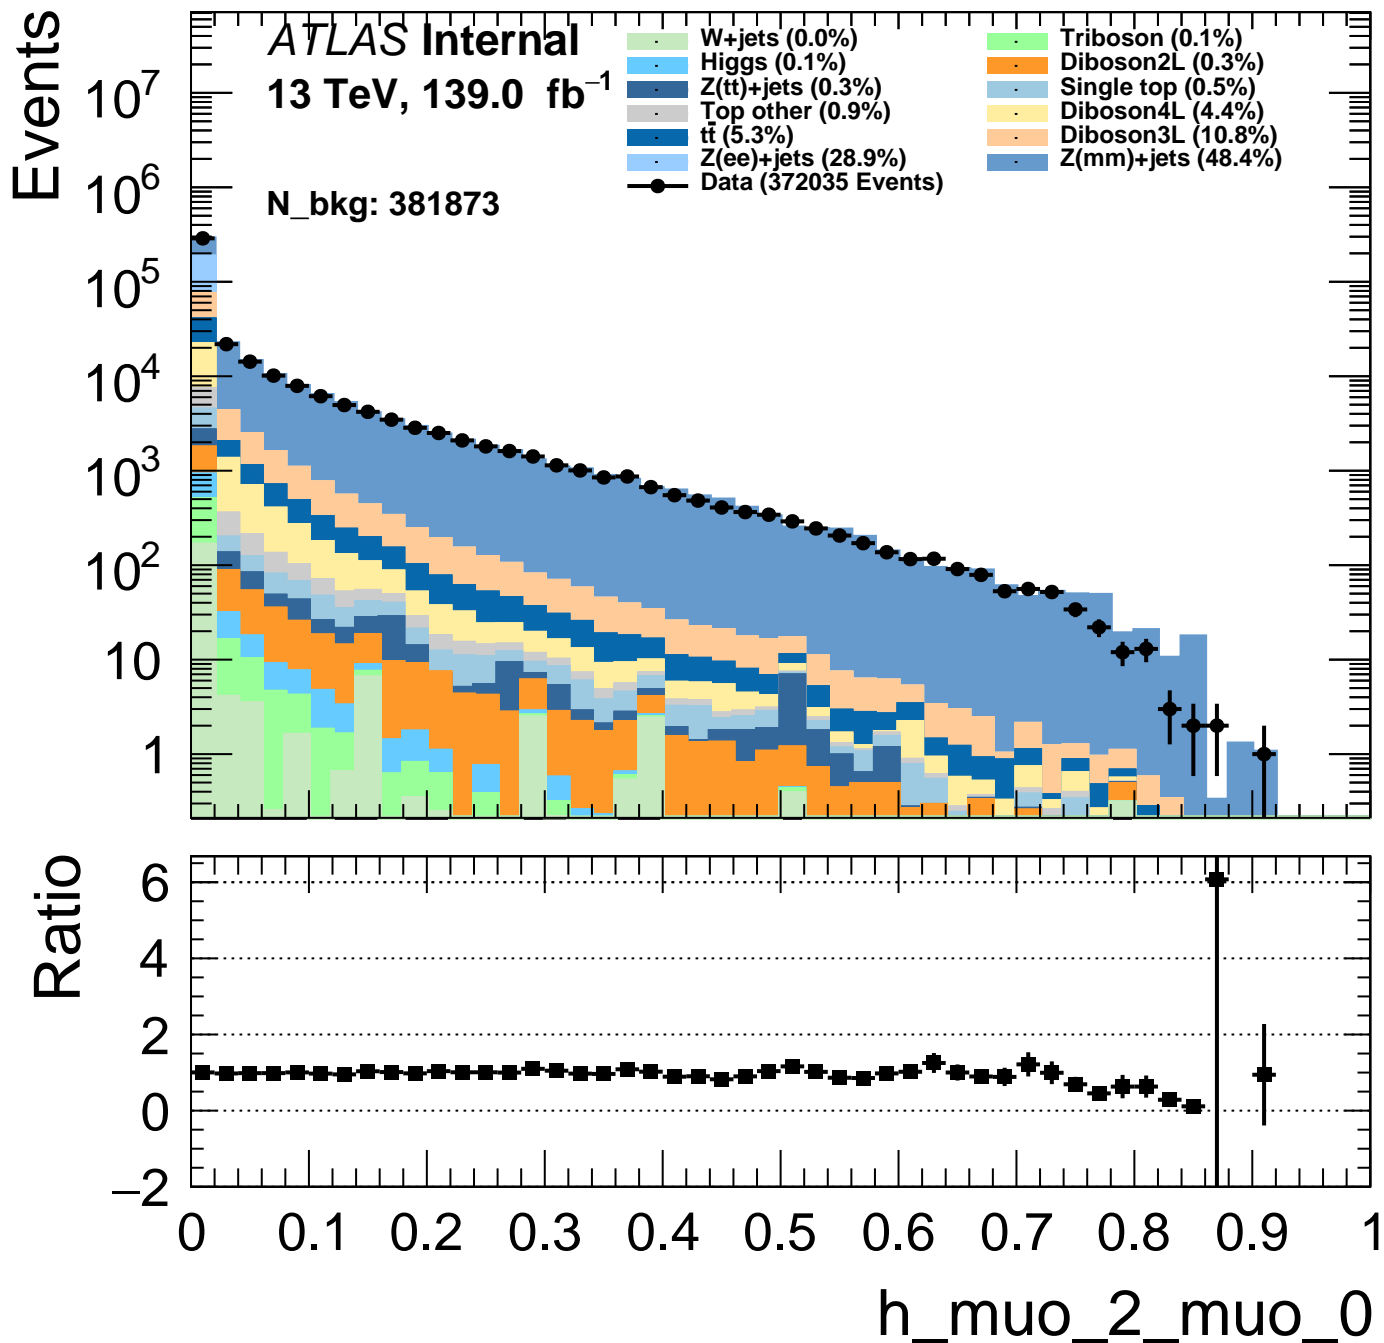 Events
ATLAS Internal
13 TeV, 139.0 fb⁻¹
N_bkg: 381873
W+jets (0.0%)
Higgs (0.1%)
Z(tt)+jets (0.3%)
Top other (0.9%)
tt̄ (5.3%)
Z(ee)+jets (28.9%)
Data (372035 Events)
Triboson (0.1%)
Diboson2L (0.3%)
Single top (0.5%)
Diboson4L (4.4%)
Diboson3L (10.8%)
Z(mm)+jets (48.4%)
10⁷
10⁶
10⁵
10⁴
10³
10²
10
1
Ratio
6
4
2
0
−2
0 0.1 0.2 0.3 0.4 0.5 0.6 0.7 0.8 0.9 1
h_muo_2_muo_0